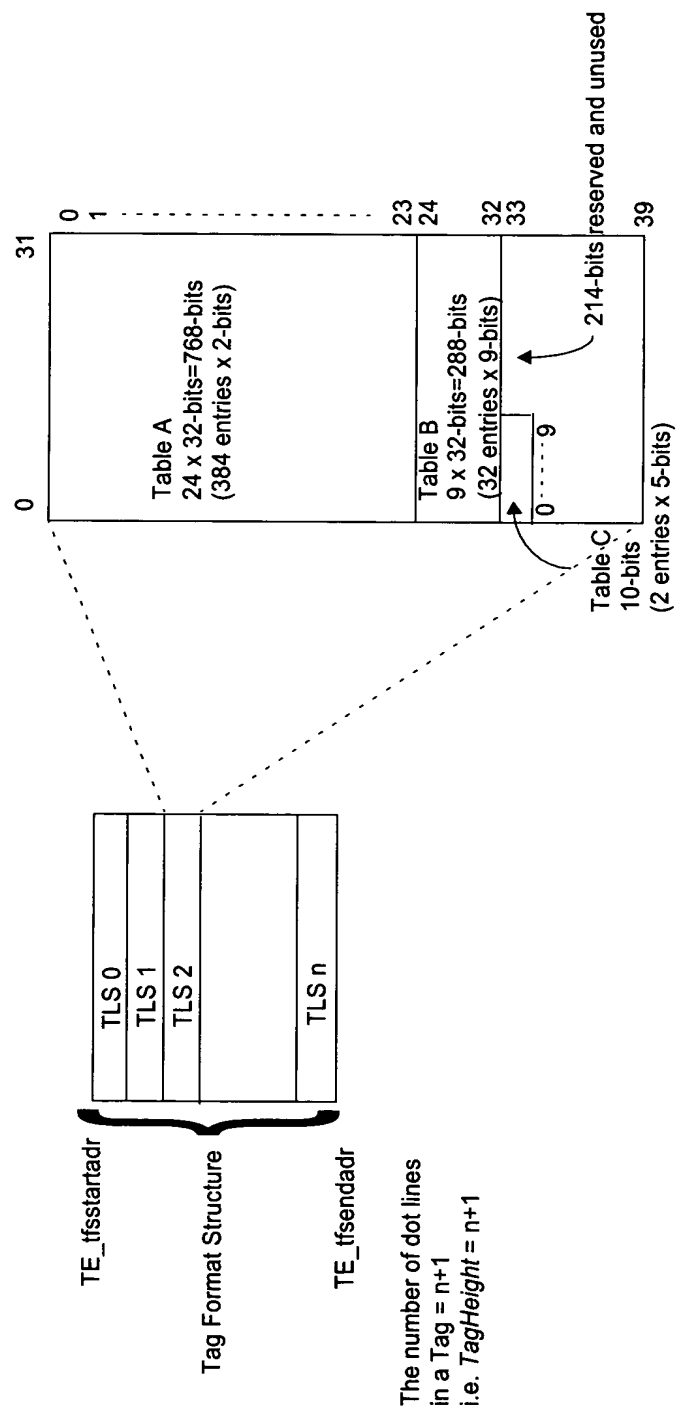 TE_tfsstartadr
Tag Format Structure
TE_tfsendadr
The number of dot lines
in a Tag = n+1
i.e. TagHeight = n+1
TLS 0
TLS 1
TLS 2
TLS n
0
31
Table A
24 x 32-bits=768-bits
(384 entries x 2-bits)
0
1
23
24
Table B
9 x 32-bits=288-bits
(32 entries x 9-bits)
32
33
0
9
214-bits reserved and unused
39
Table C
10-bits
(2 entries x 5-bits)